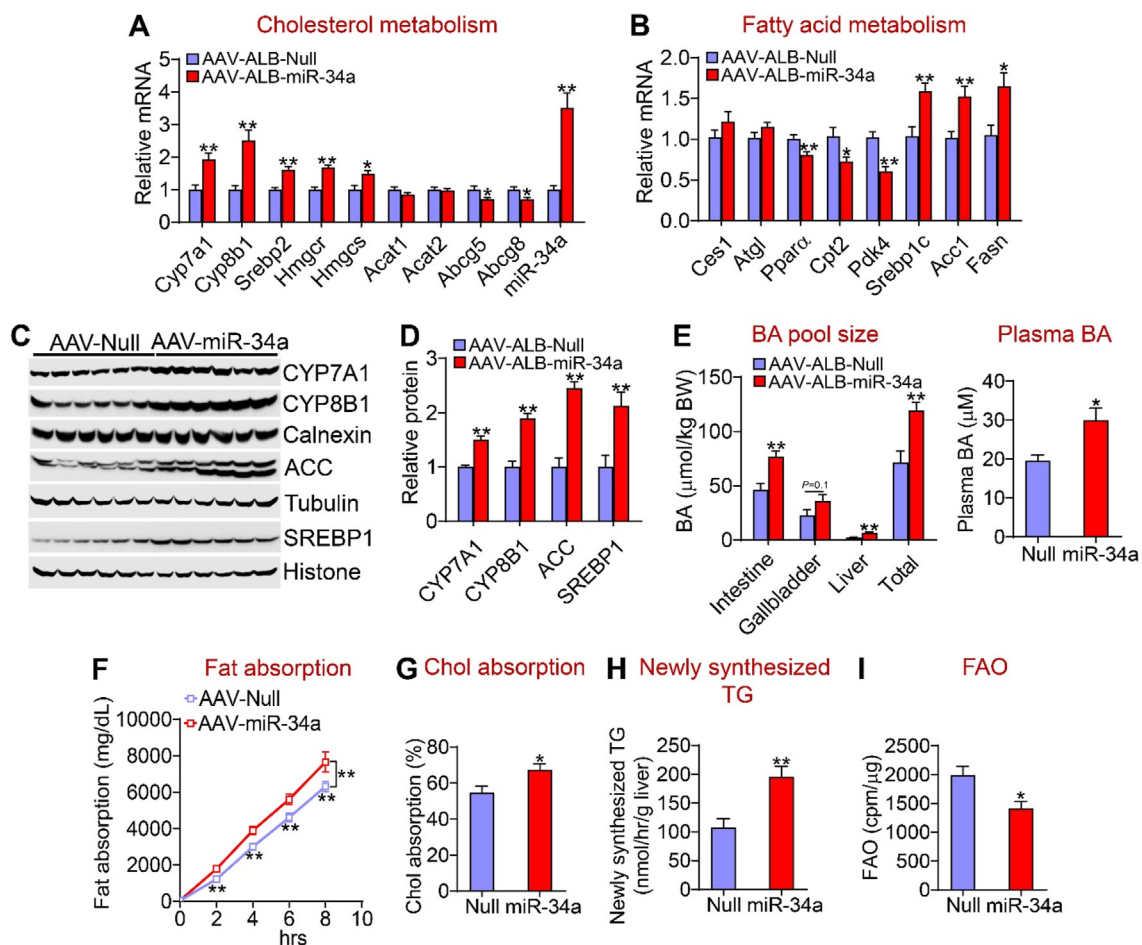 A Cholesterol metabolism
AAV-ALB-Null
AAV-ALB-miR-34a
Relative mRNA
5
4
3
2
1
0
** ** ** ** * * * **
Cyp7a1 Cyp8b1 Srebp2 Hmgcr Hmgcs Acat1 Acat2 Abcg5 Abcg8 miR-34a
B Fatty acid metabolism
AAV-ALB-Null
AAV-ALB-miR-34a
Relative mRNA
2.0
1.5
1.0
0.5
0.0
** * ** ** ** *
Ces1 Atgl Pparα Cpt2 Pdk4 Srebp1c Acc1 Fasn
C
AAV-Null AAV-miR-34a
CYP7A1
CYP8B1
Calnexin
ACC
Tubulin
SREBP1
Histone
D
AAV-ALB-Null
AAV-ALB-miR-34a
Relative protein
3
2
1
0
** ** ** **
CYP7A1 CYP8B1 ACC SREBP1
E BA pool size
AAV-ALB-Null
AAV-ALB-miR-34a
BA (μmol/kg BW)
150
100
50
0
** P=0.1 ** **
Intestine Gallbladder Liver Total
Plasma BA
Plasma BA (μM)
40
30
20
10
0
*
Null miR-34a
F Fat absorption
AAV-Null
AAV-miR-34a
Fat absorption (mg/dL)
10000
8000
6000
4000
2000
0
** ** ** ** **
0 2 4 6 8 10
hrs
G Chol absorption
Chol absorption (%)
80
60
40
20
0
*
Null miR-34a
H Newly synthesized
TG
Newly synthesized TG
(nmol/hr/g liver)
250
200
150
100
50
0
**
Null miR-34a
I FAO
FAO (cpm/μg)
2500
2000
1500
1000
500
0
*
Null miR-34a